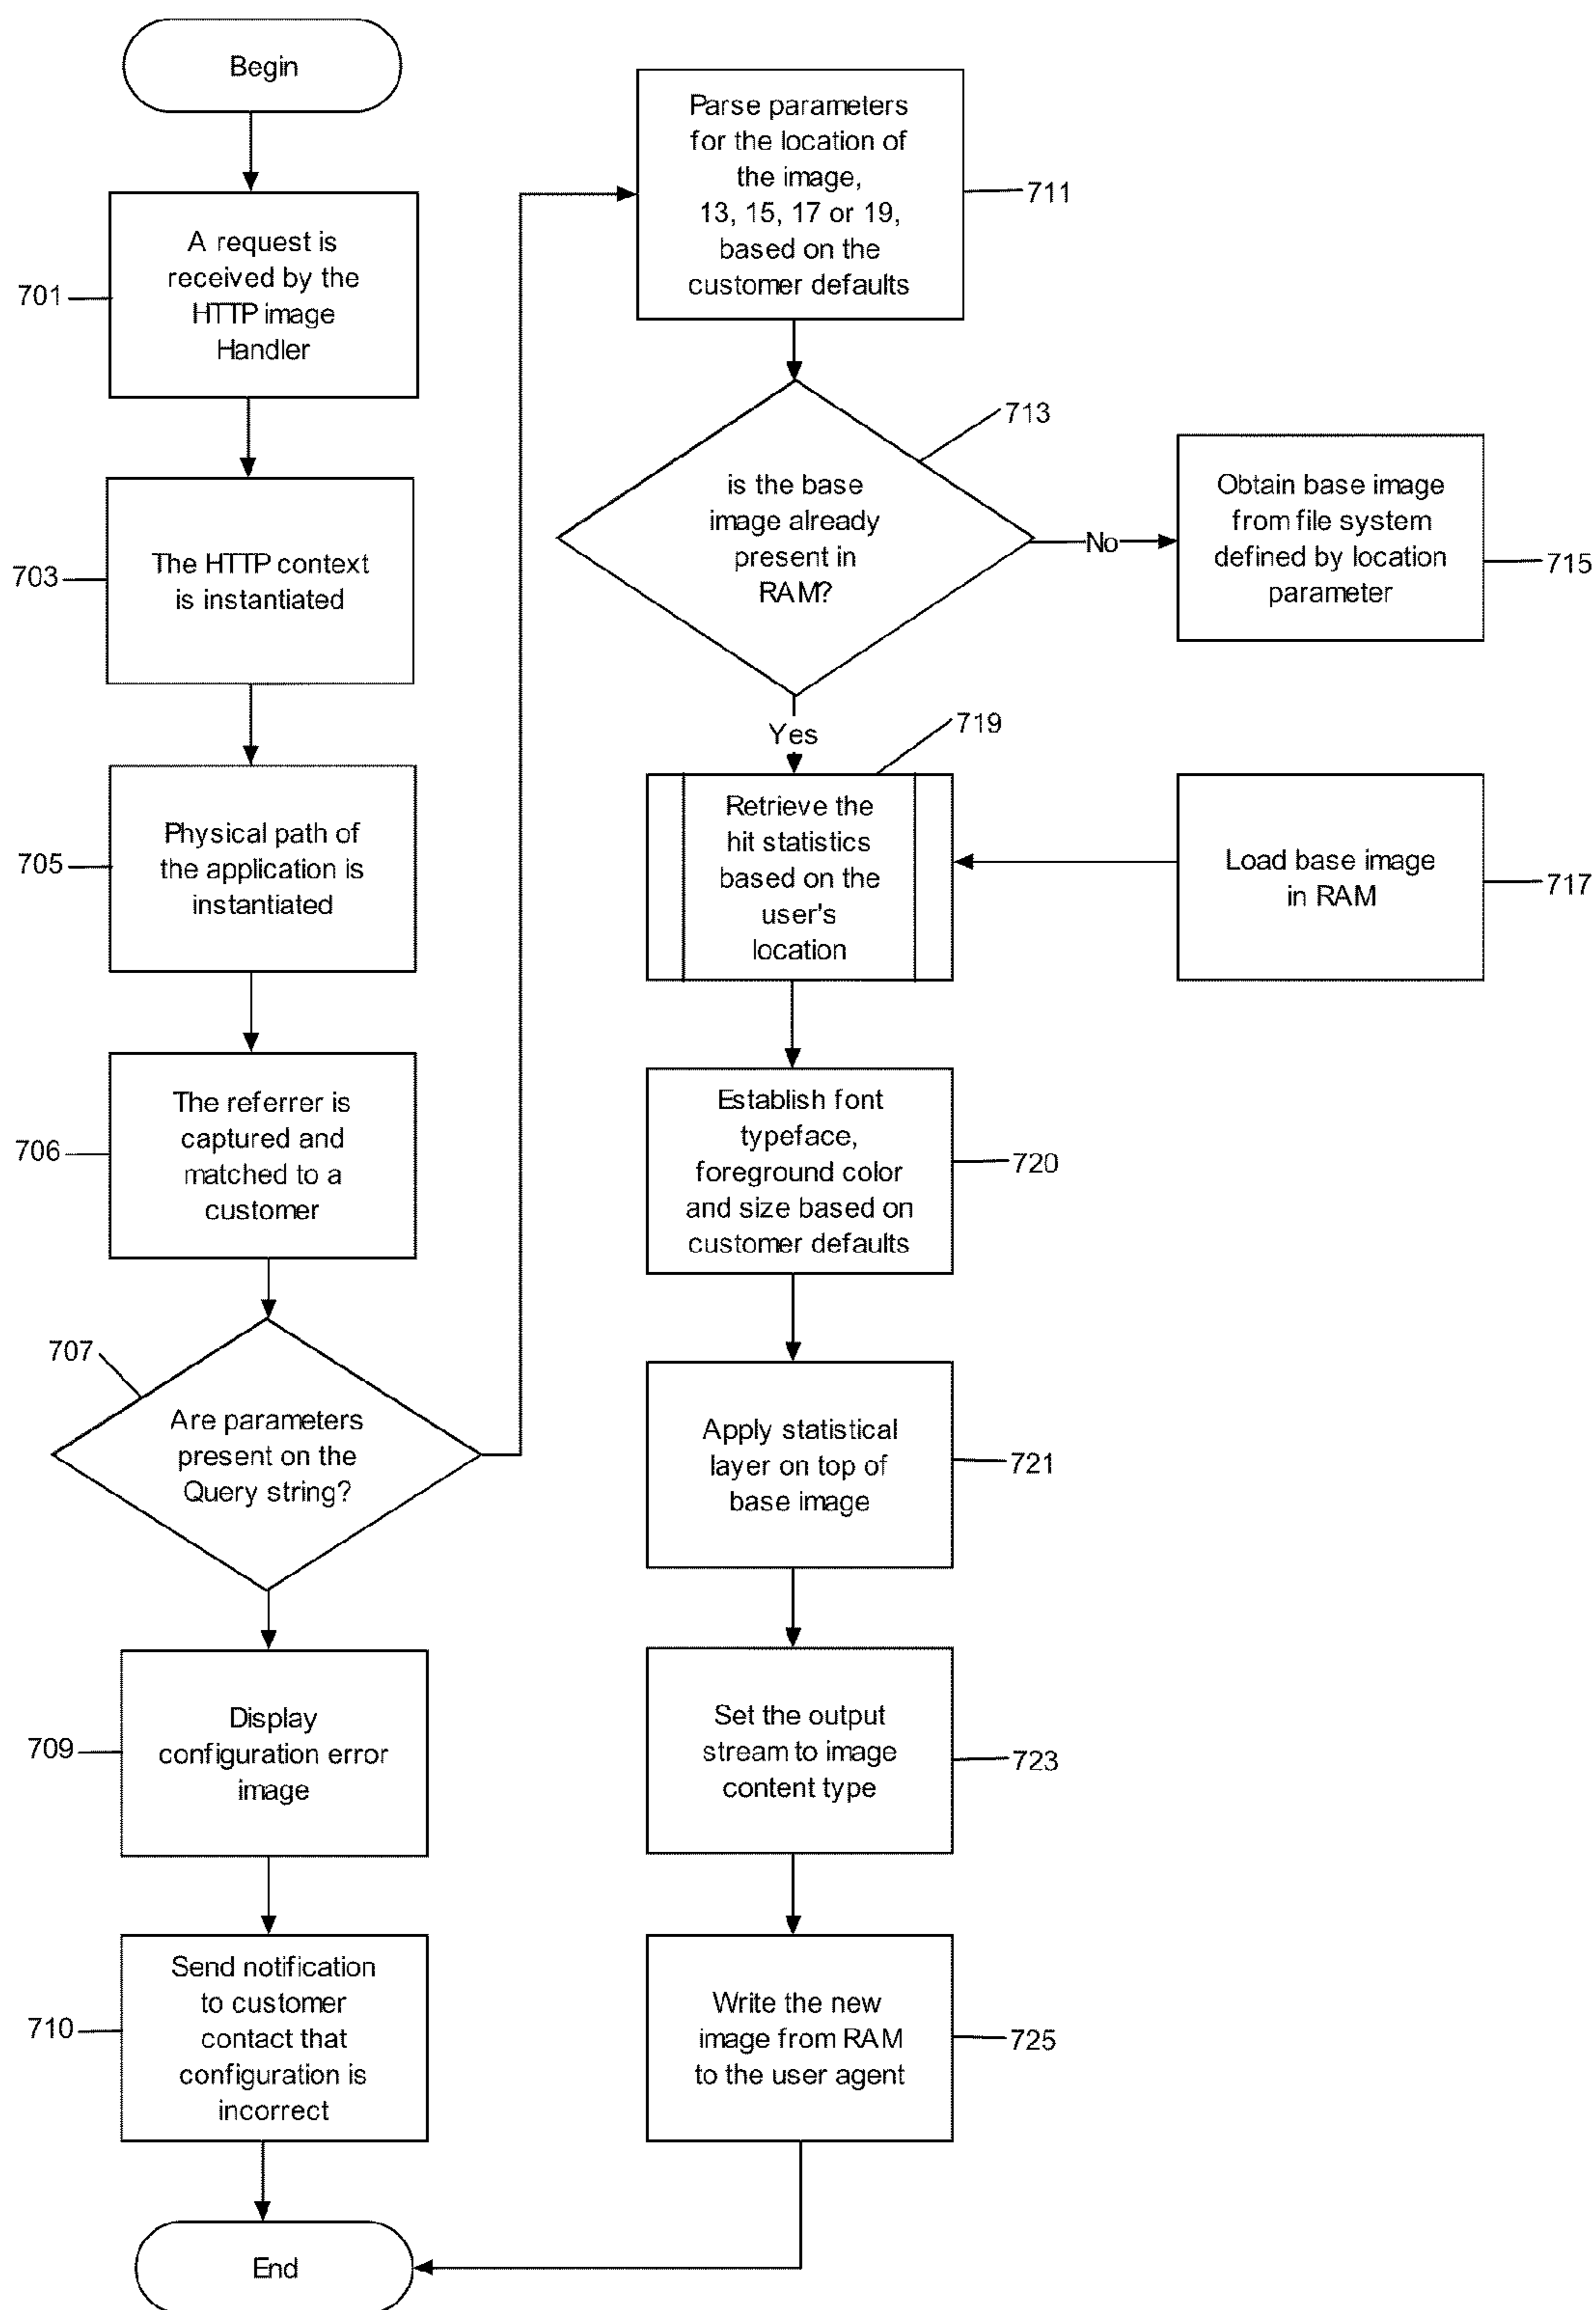 Begin
701
A request is
received by the
HTTP image
Handler
703
The HTTP context
is instantiated
705
Physical path of
the application is
instantiated
706
The referrer is
captured and
matched to a
customer
707
Are parameters
present on the
Query string?
709
Display
configuration error
image
710
Send notification
to customer
contact that
configuration is
incorrect
End
Parse parameters
for the location of
the image,
13, 15, 17 or 19,
based on the
customer defaults
711
713
is the base
image already
present in
RAM?
No
Obtain base image
from file system
defined by location
parameter
715
Yes
719
Retrieve the
hit statistics
based on the
user's
location
Load base image
in RAM
717
Establish font
typeface,
foreground color
and size based on
customer defaults
720
Apply statistical
layer on top of
base image
721
Set the output
stream to image
content type
723
Write the new
image from RAM
to the user agent
725